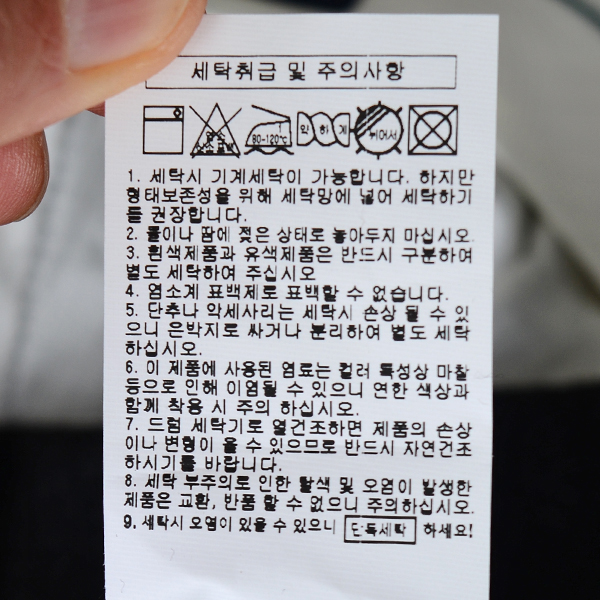 세탁취급 및 주의사항
80-120℃
약하게
뉘어서
1. 세탁시 기계세탁이 가능합니다. 하지만
형태보존성을 위해 세탁망에 넣어 세탁하기
를 권장합니다.
2. 물이나 땀에 젖은 상태로 놓아두지 마십시오.
3. 흰색제품과 유색제품은 반드시 구분하여
별도 세탁하여 주십시오
4. 염소계 표백제로 표백할 수 없습니다.
5. 단추나 악세사리는 세탁시 손상 될 수 있
으니 은박지로 싸거나 분리하여 별도 세탁
하십시오.
6. 이 제품에 사용된 염료는 컬러 특성상 마찰
등으로 인해 이염될 수 있으니 연한 색상과
함께 착용 시 주의 하십시오.
7. 드럼 세탁기로 열건조하면 제품의 손상
이나 변형이 올 수 있으므로 반드시 자연건조
하시기를 바랍니다.
8. 세탁 부주의로 인한 탈색 및 오염이 발생한
제품은 교환, 반품 할 수 없으니 주의하십시오.
9. 세탁시 오염이 있을 수 있으니 단독세탁 하세요!